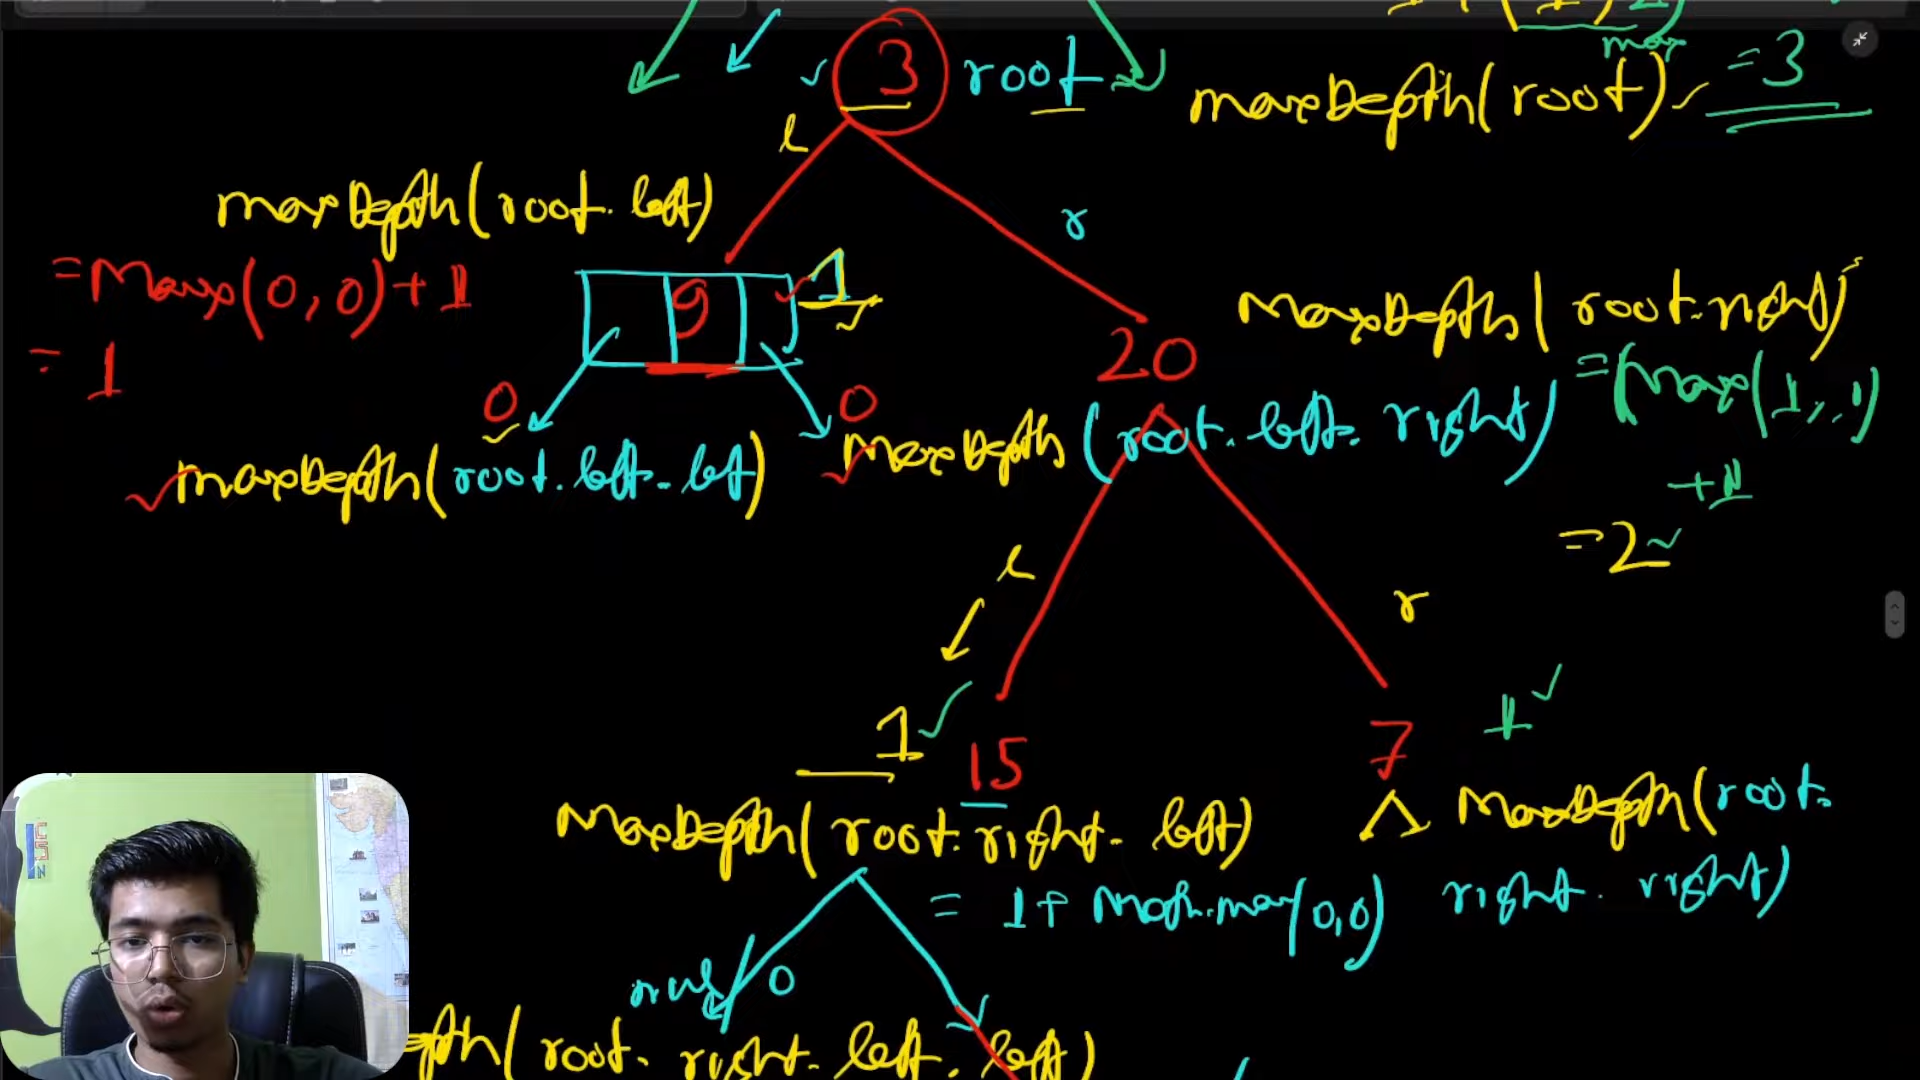 max
= 3
3 root
maxDepth(root)
l
maxDepth(root.left)
r
= Max(0,0)+1
= 1
9 1
maxDepth(root.right)
20
= (Max(1,1)
+1
= 2
0 0
maxDepth(root.left.left)
maxDepth(root.left.right)
l
r
1
15
7
1
maxDepth(root.right.left)
= 1+ Math.max(0,0)
MaxDepth(root.
right.right)
null 0
epth(root.right.left.left)